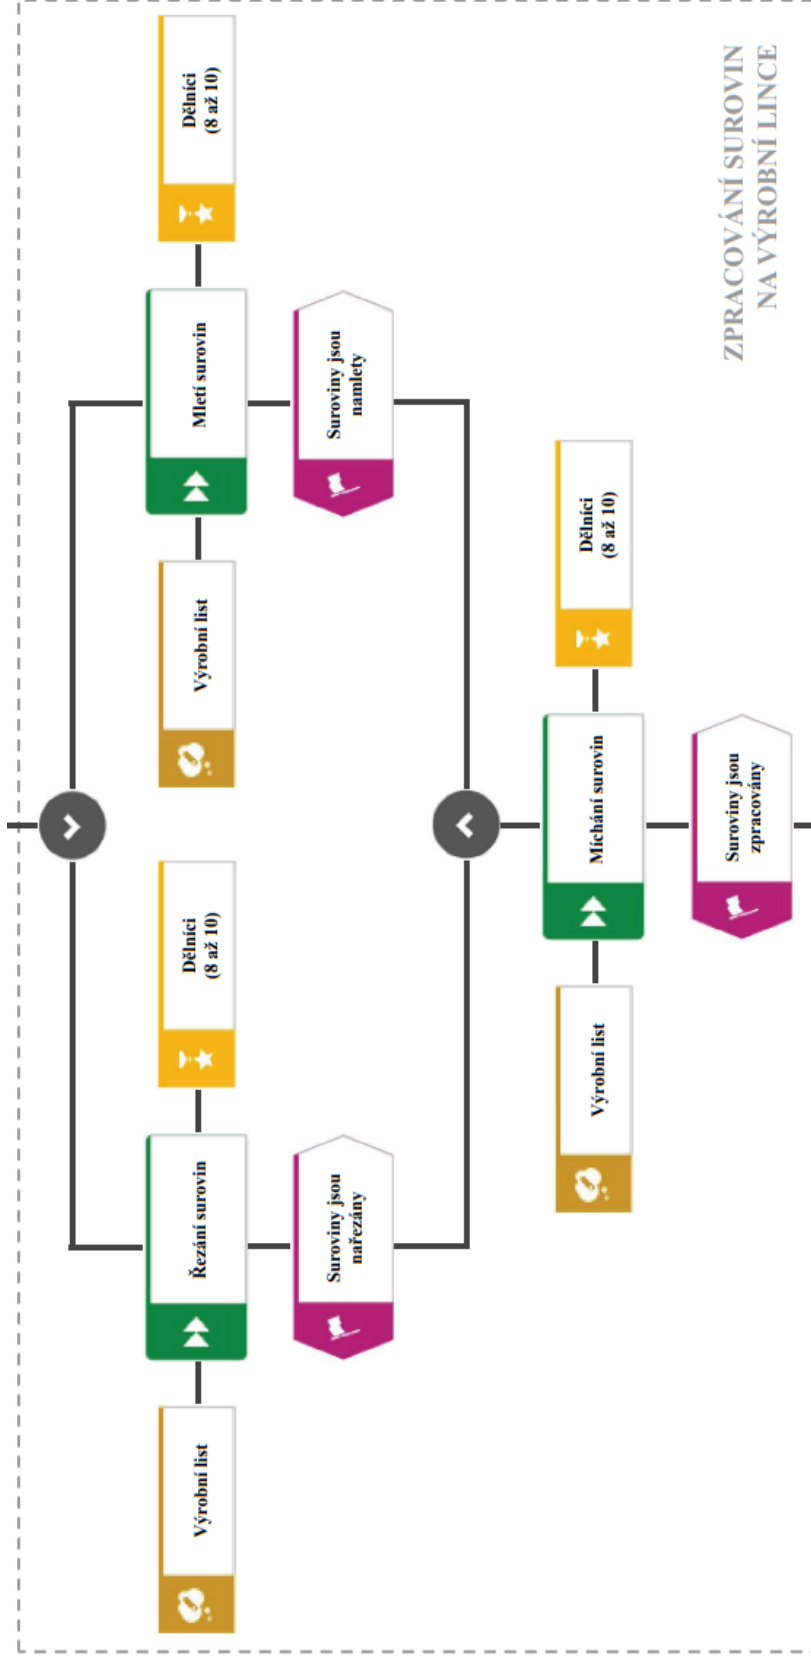 Výrobní list
Řezání surovin
Dělníci
(8 až 10)
Výrobní list
Mletí surovin
Dělníci
(8 až 10)
Suroviny jsou
nařezány
Suroviny jsou
namlety
Výrobní list
Míchání surovin
Dělníci
(8 až 10)
Suroviny jsou
zpracovány
ZPRACOVÁNÍ SUROVIN
NA VÝROBNÍ LINCE